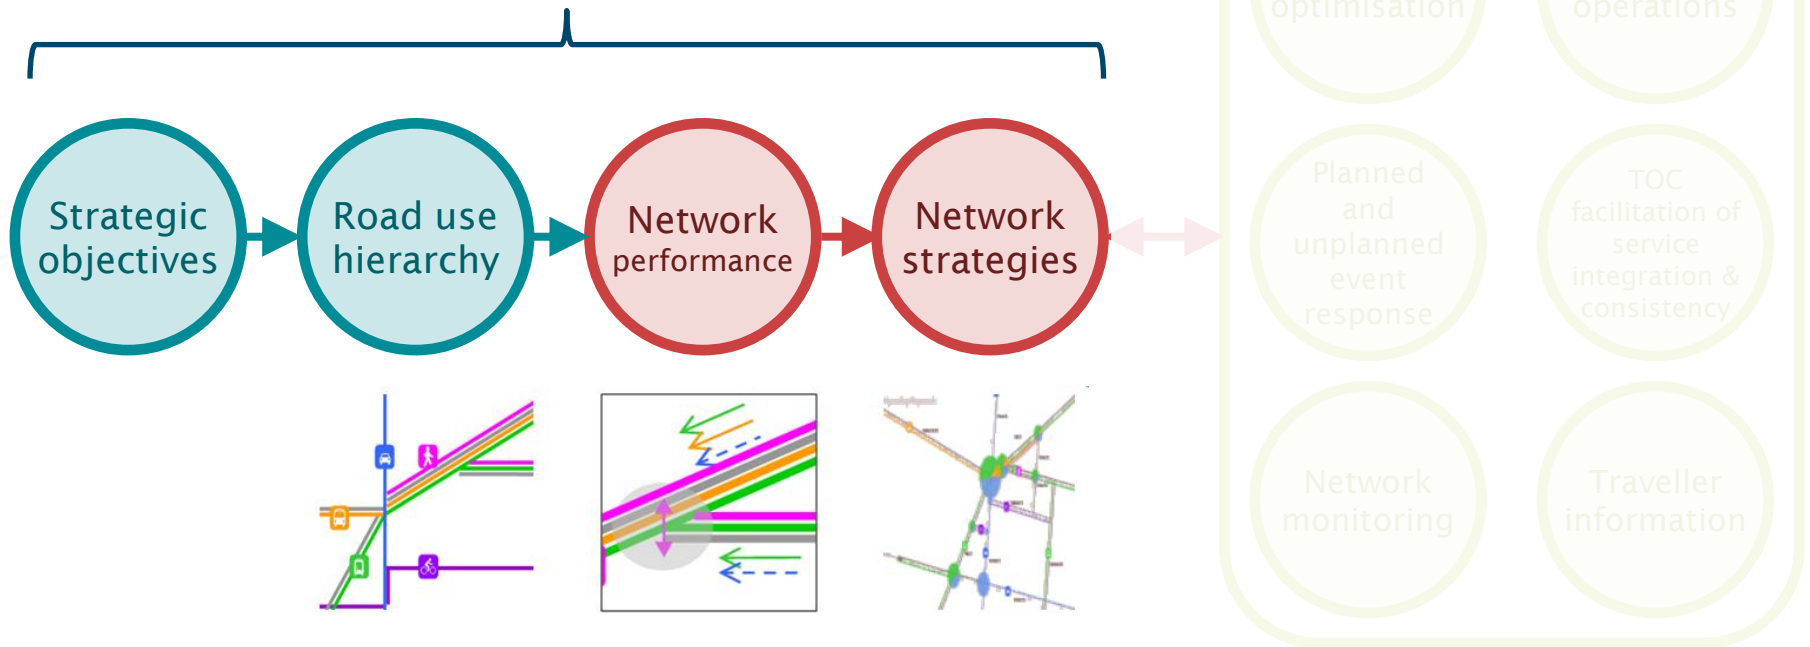 optimisation
operations
Strategic
objectives
Road use
hierarchy
Network
performance
Network
strategies
Planned
and
unplanned
event
response
TOC
facilitation of
service
integration &
consistency
Network
monitoring
Traveller
information